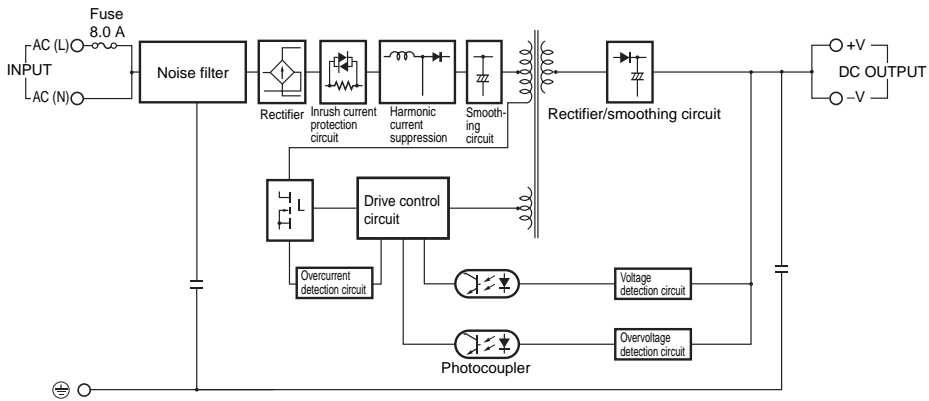 Fuse
8.0 A
AC (L)
INPUT
AC (N)
Noise filter
Rectifier
Inrush current
protection
circuit
Harmonic
current
suppression
Smooth-
ing
circuit
Rectifier/smoothing circuit
+V
DC OUTPUT
–V
Drive control
circuit
Overcurrent
detection circuit
Voltage
detection circuit
Overvoltage
detection circuit
Photocoupler